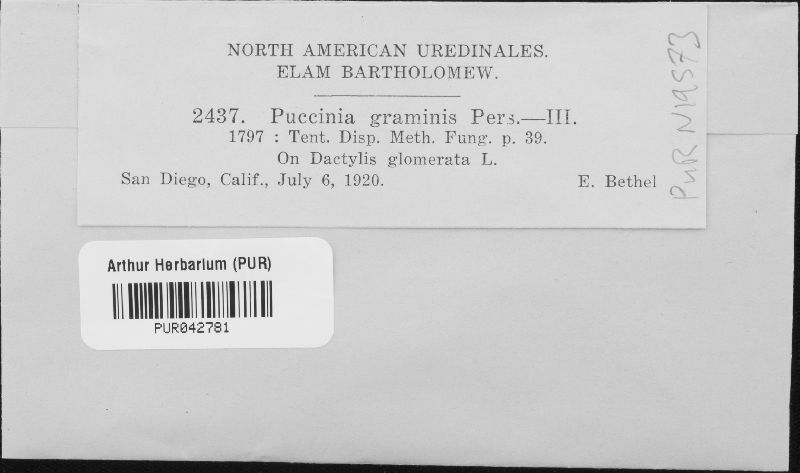 NORTH AMERICAN UREDINALES.
ELAM BARTHOLOMEW.
2437. Puccinia graminis Pers.—III.
1797 : Tent. Disp. Meth. Fung. p. 39.
On Dactylis glomerata L.
San Diego, Calif., July 6, 1920. E. Bethel
PUR N19573
Arthur Herbarium (PUR)
PUR042781